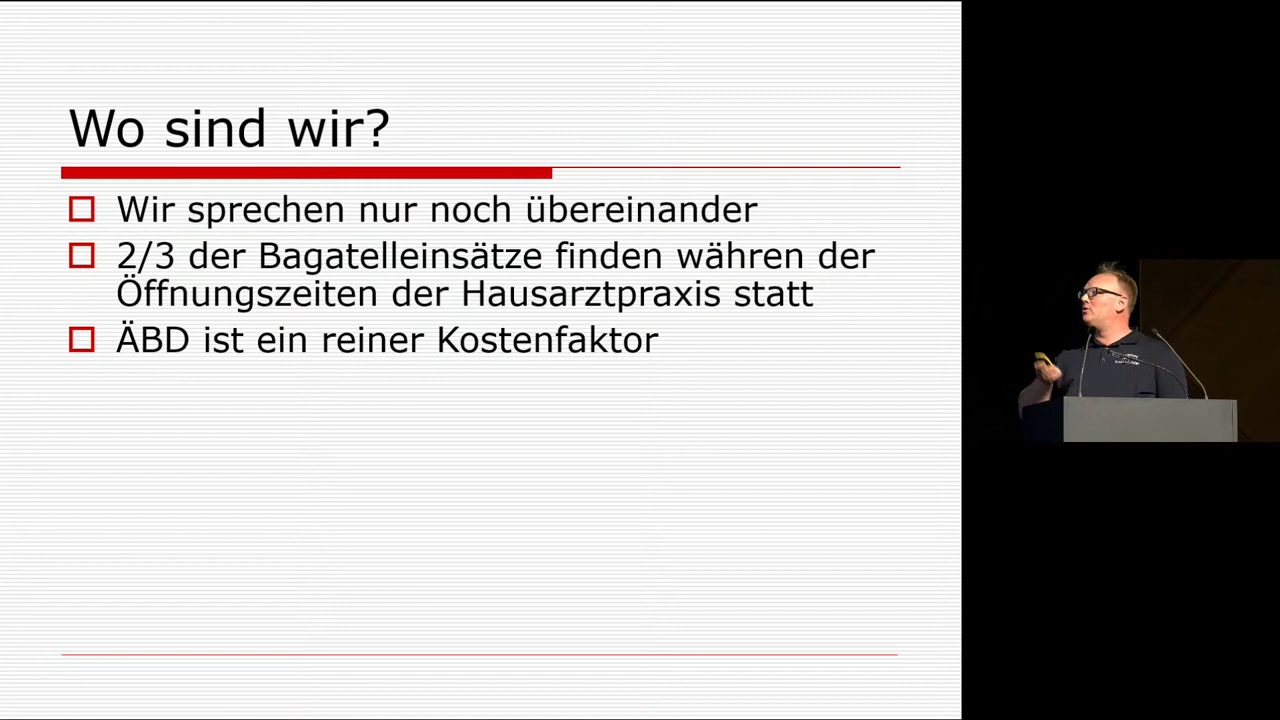 Wo sind wir?
Wir sprechen nur noch übereinander
2/3 der Bagatelleinsätze finden währen der
Öffnungszeiten der Hausarztpraxis statt
ÄBD ist ein reiner Kostenfaktor